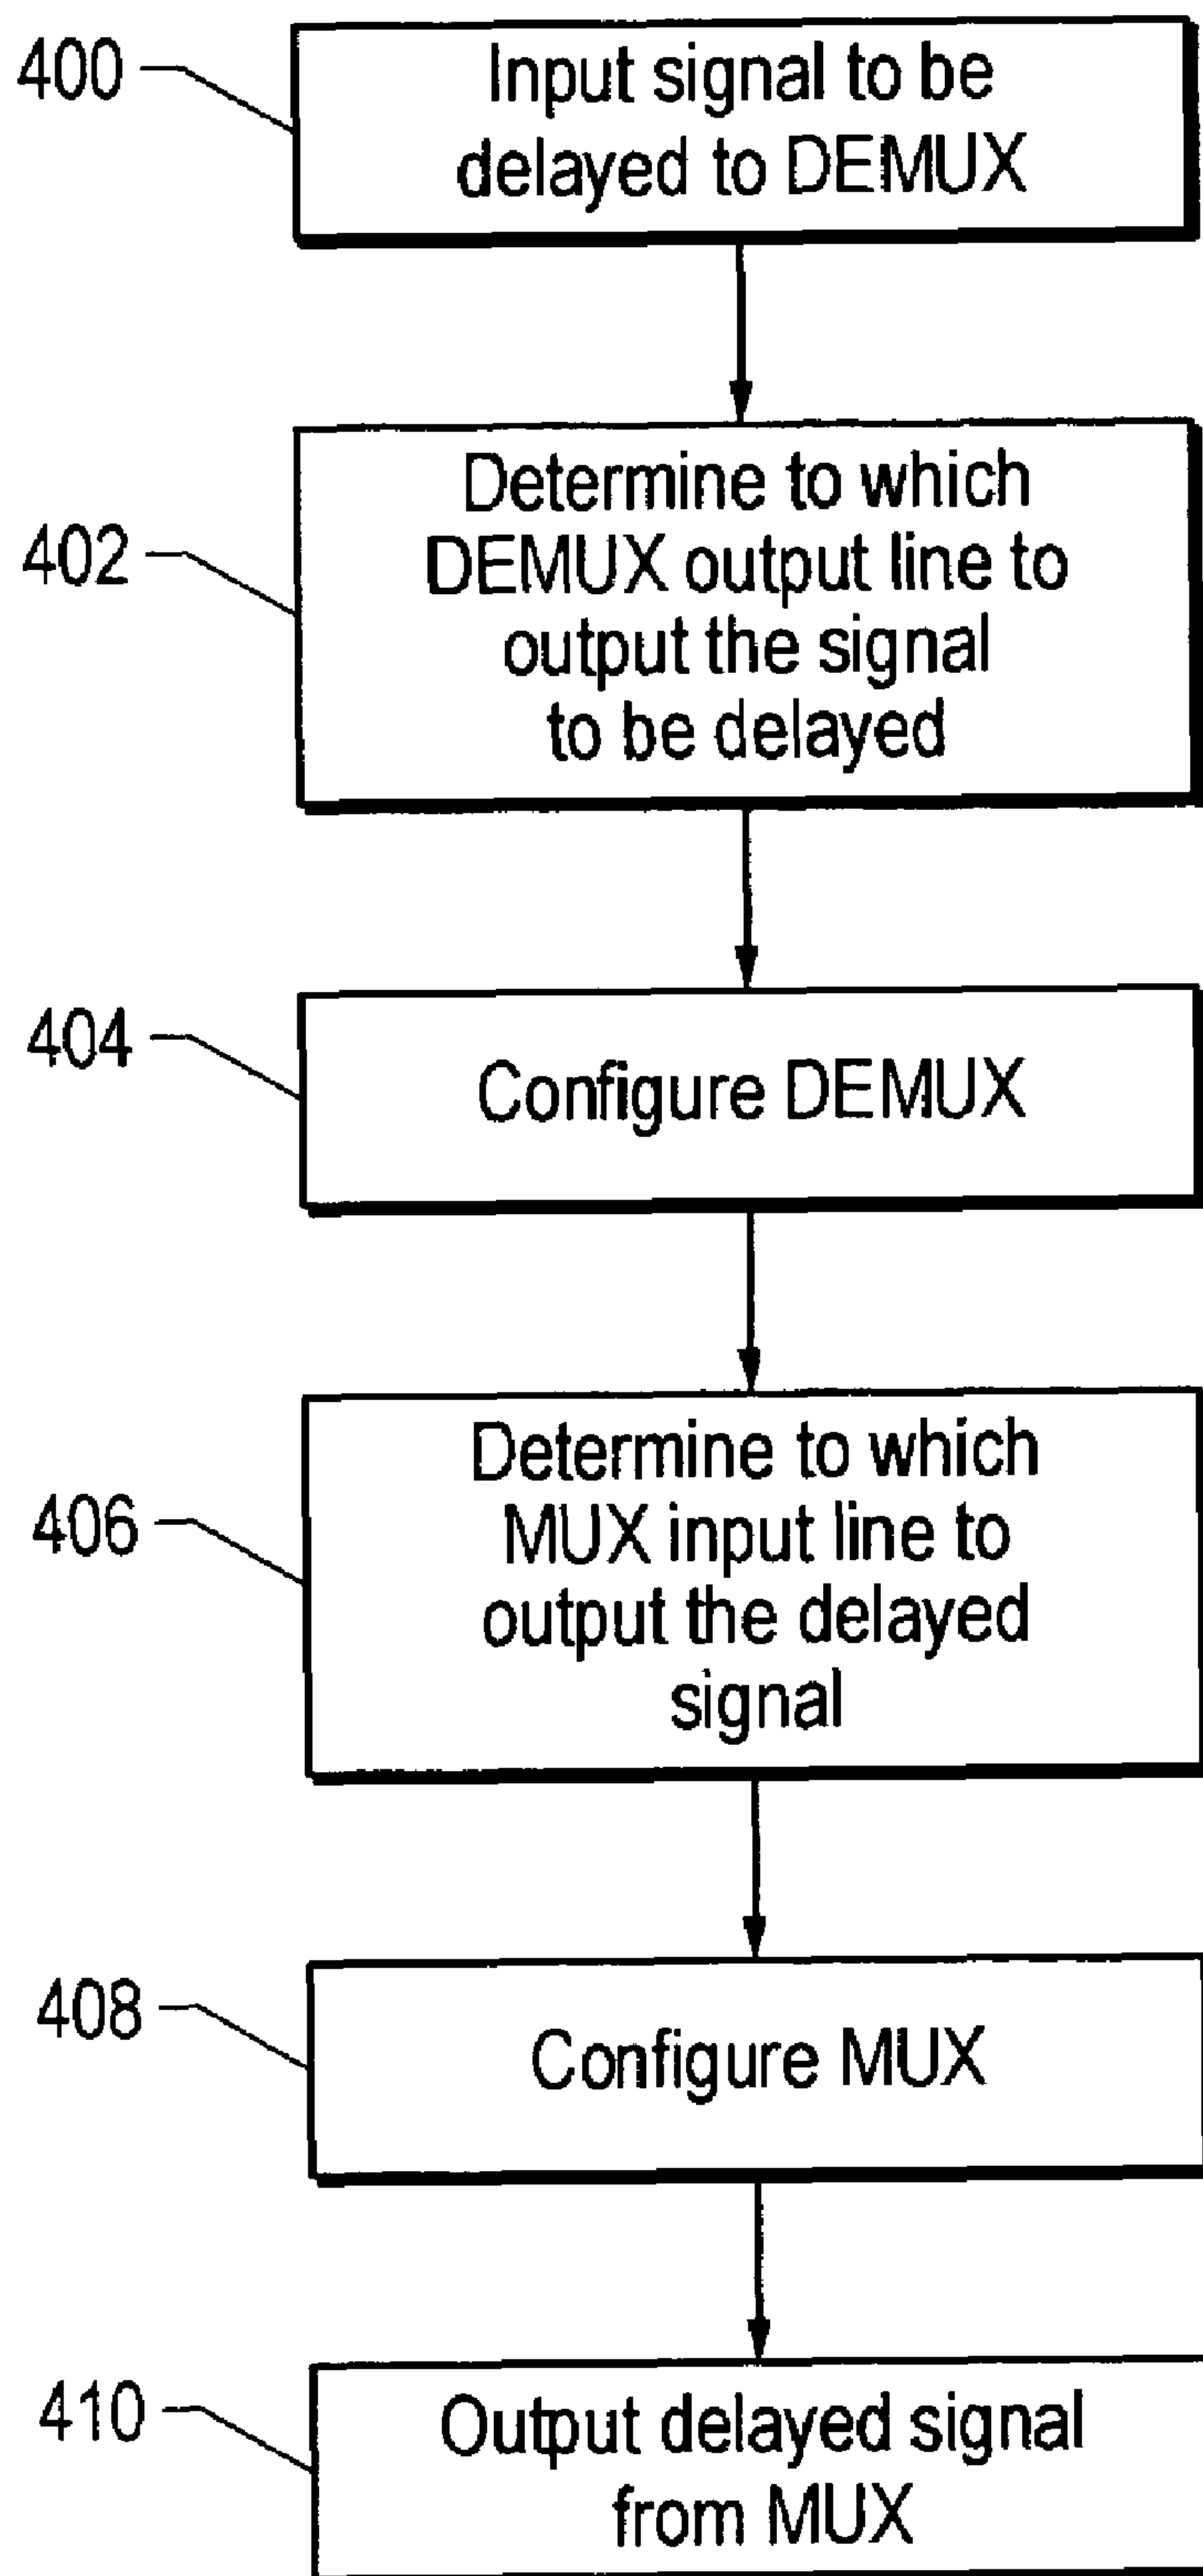 400
Input signal to be
delayed to DEMUX
402
Determine to which
DEMUX output line to
output the signal
to be delayed
404
Configure DEMUX
406
Determine to which
MUX input line to
output the delayed
signal
408
Configure MUX
410
Output delayed signal
from MUX